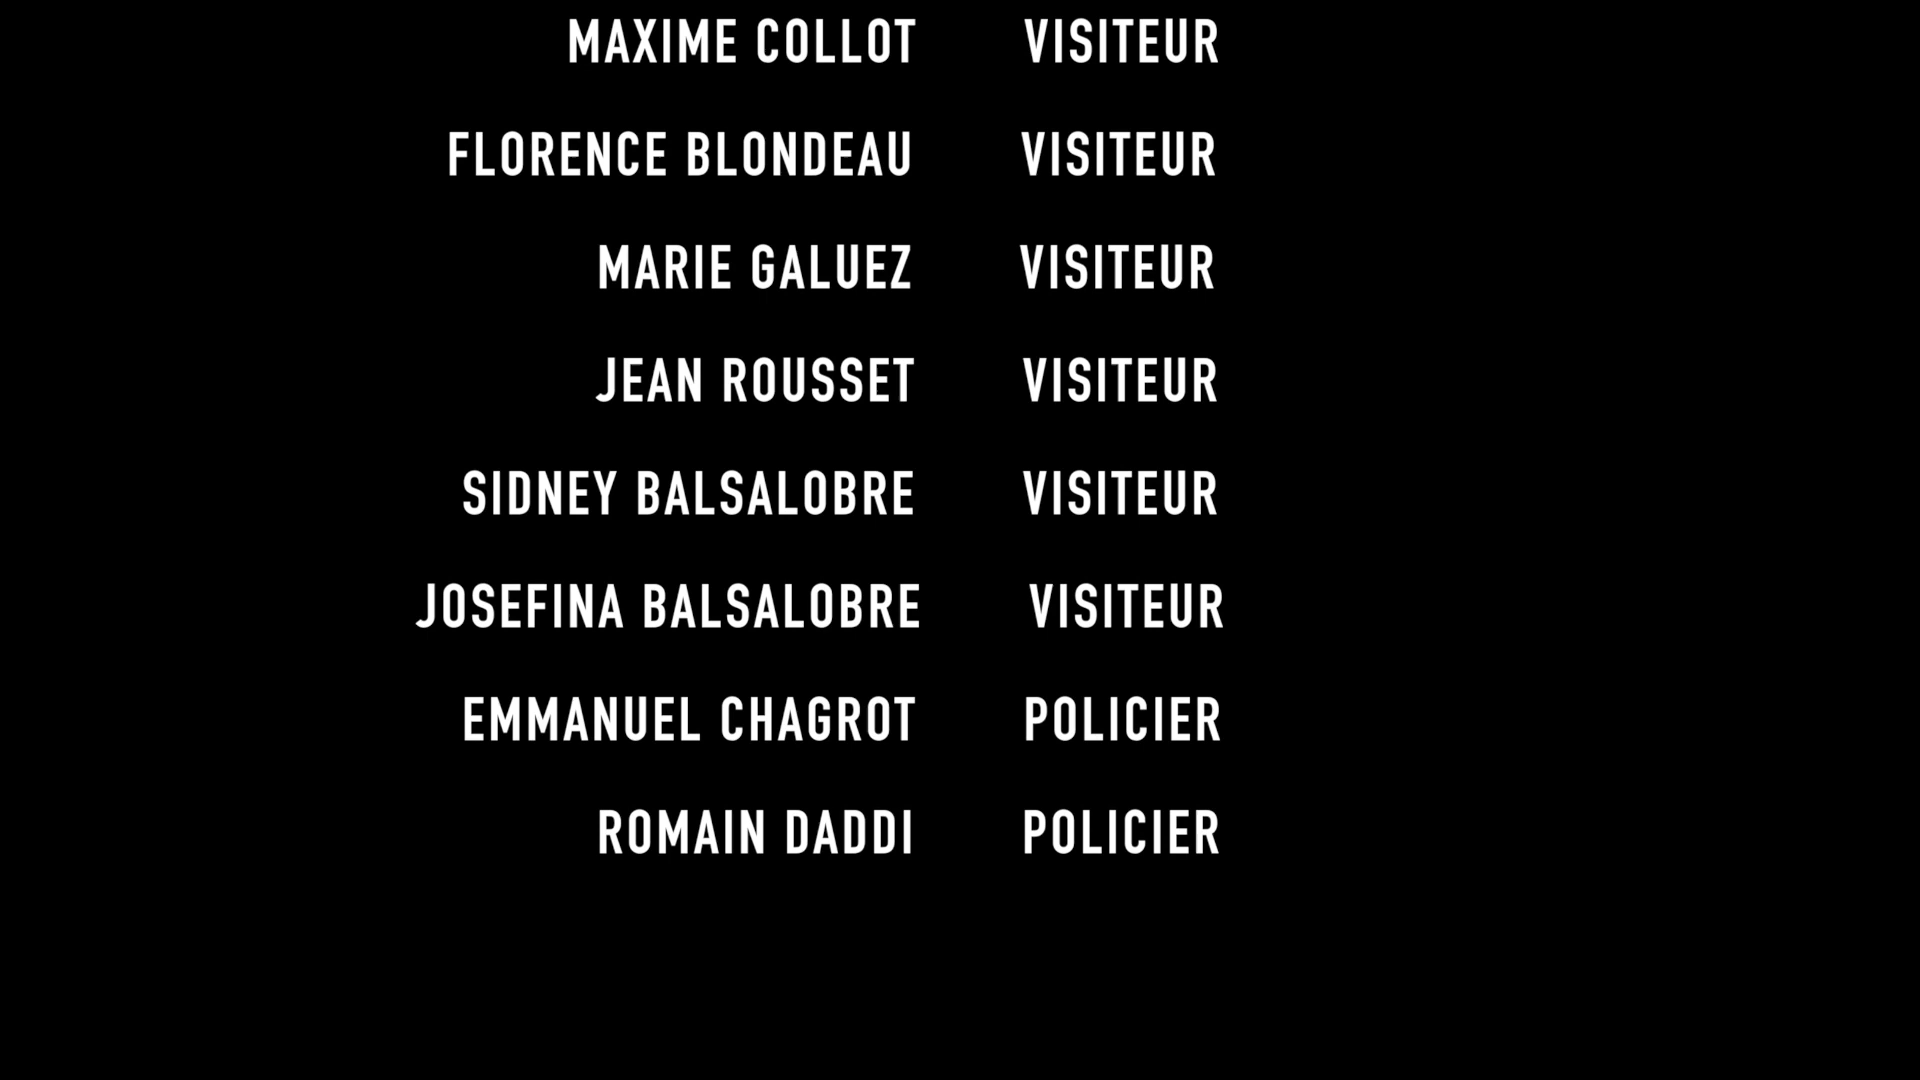 MAXIME COLLOT VISITEUR
FLORENCE BLONDEAU VISITEUR
MARIE GALUEZ VISITEUR
JEAN ROUSSET VISITEUR
SIDNEY BALSALOBRE VISITEUR
JOSEFINA BALSALOBRE VISITEUR
EMMANUEL CHAGROT POLICIER
ROMAIN DADDI POLICIER